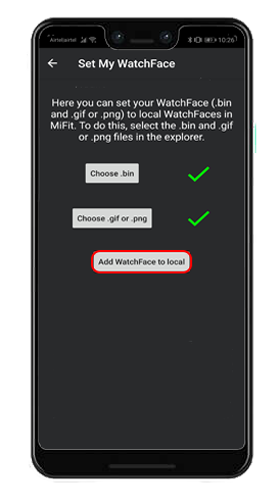 10:26
Set My WatchFace
Here you can set your WatchFace (.bin
and .gif or .png) to local WatchFaces in
MiFit. To do this, select the .bin and .gif
or .png files in the explorer.
Choose .bin
Choose .gif or .png
Add WatchFace to local